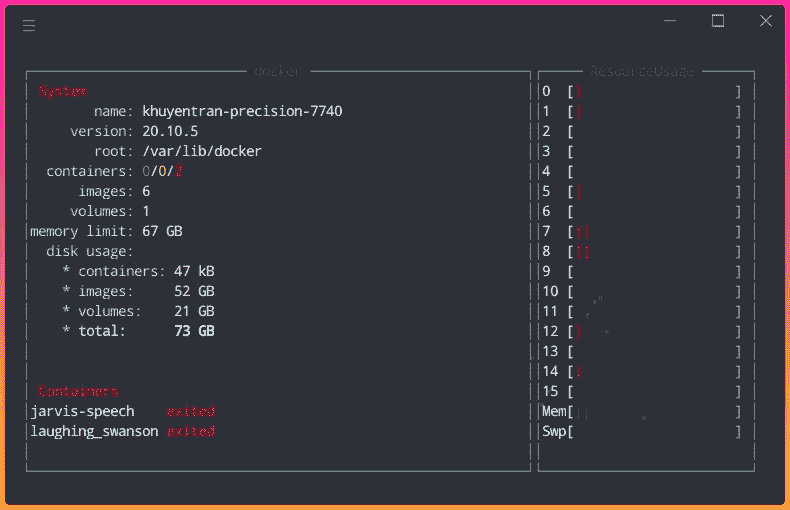 docker
System
name: khuyentran-precision-7740
version: 20.10.5
root: /var/lib/docker
containers: 0/0/2
images: 6
volumes: 1
memory limit: 67 GB
disk usage:
* containers: 47 kB
* images: 52 GB
* volumes: 21 GB
* total: 73 GB
Containers
jarvis-speech exited
laughing_swanson exited
ResourceUsage
0 [| ]
1 [| ]
2 [ ]
3 [ ]
4 [ ]
5 [| ]
6 [ ]
7 [|| ]
8 [|| ]
9 [ ]
10 [ ]
11 [ ]
12 [| ]
13 [ ]
14 [| ]
15 [ ]
Mem[|| ]
Swp[ ]